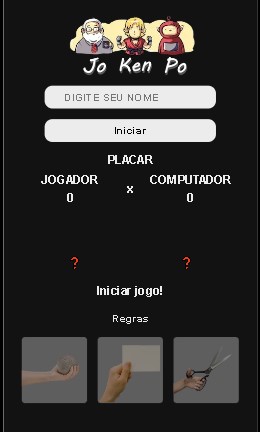 Jo Ken Po
DIGITE SEU NOME
Iniciar
PLACAR
JOGADOR x COMPUTADOR
0 0
? ?
Iniciar jogo!
Regras